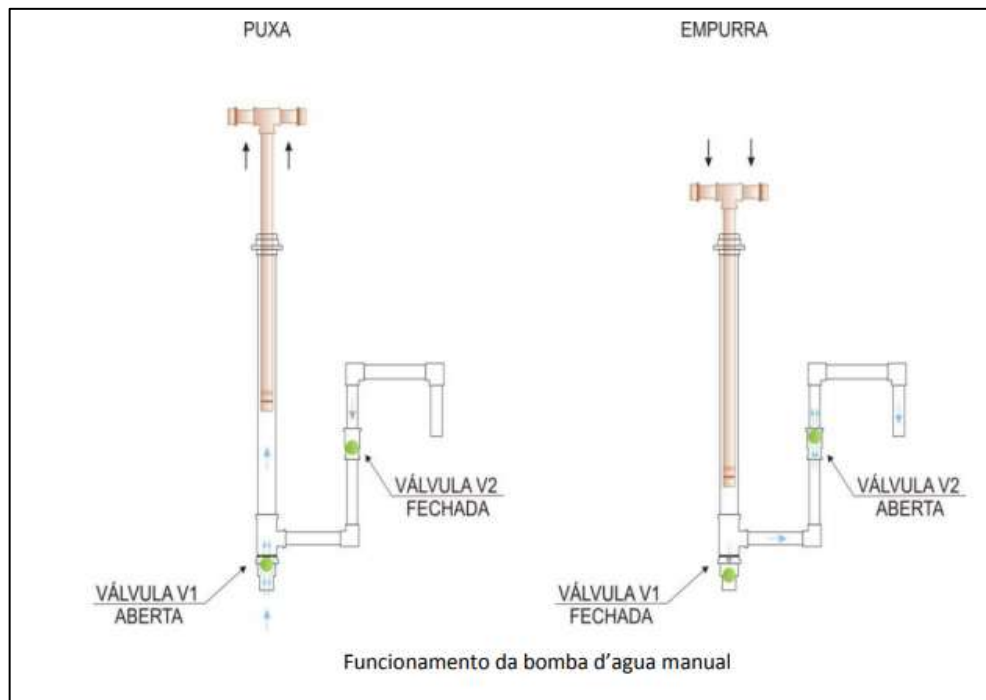 PUXA
EMPURRA
VÁLVULA V2
FECHADA
VÁLVULA V1
ABERTA
VÁLVULA V2
ABERTA
VÁLVULA V1
FECHADA
Funcionamento da bomba d’agua manual